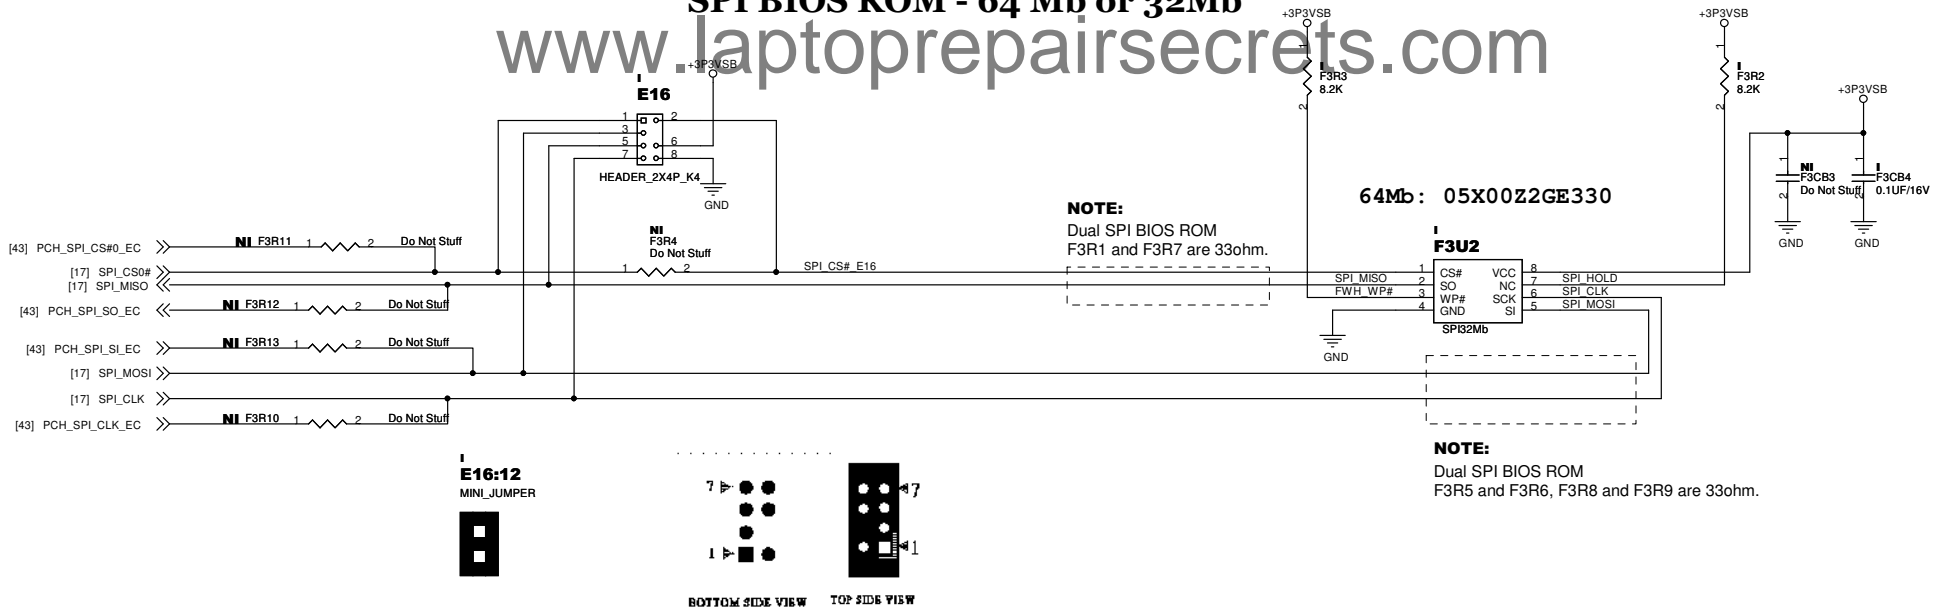 SPI BIOS ROM - 64 Mb or 32Mb
www.laptoprepairsecrets.com
+3P3VSB
I
E16
1 2
3
5 6
7 8
HEADER_2X4P_K4
GND
+3P3VSB
1
I
F3R3
8.2K
2
+3P3VSB
1
I
F3R2
8.2K
2
+3P3VSB
1
NI
F3CB3
Do Not Stuff
2
GND
1
I
F3CB4
0.1UF/16V
2
GND
64Mb: 05X00Z2GE330
NOTE:
Dual SPI BIOS ROM
F3R1 and F3R7 are 33ohm.
I
F3U2
1 CS# VCC 8
SPI_MISO 2 SO NC 7 SPI_HOLD
FWH_WP# 3 WP# SCK 6 SPI_CLK
4 GND SI 5 SPI_MOSI
SPI32Mb
GND
[43] PCH_SPI_CS#0_EC NI F3R11 1 2 Do Not Stuff
NI
F3R4
Do Not Stuff
[17] SPI_CS0# 1 2 SPI_CS#_E16
[17] SPI_MISO
[43] PCH_SPI_SO_EC NI F3R12 1 2 Do Not Stuff
[43] PCH_SPI_SI_EC NI F3R13 1 2 Do Not Stuff
[17] SPI_MOSI
[17] SPI_CLK
[43] PCH_SPI_CLK_EC NI F3R10 1 2 Do Not Stuff
NOTE:
Dual SPI BIOS ROM
F3R5 and F3R6, F3R8 and F3R9 are 33ohm.
I
E16:12
MINI_JUMPER
7
1
BOTTOM SIDE VIEW
7
1
TOP SIDE VIEW